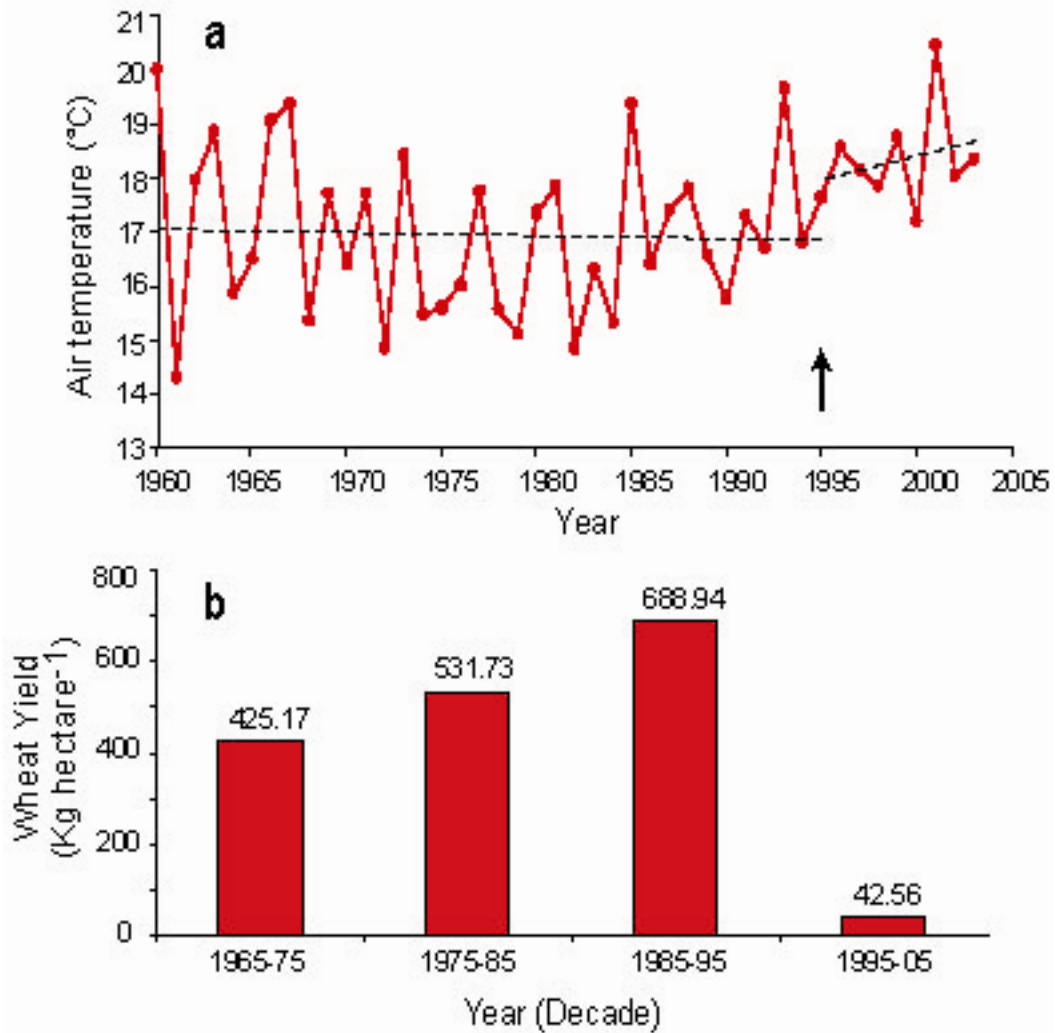 a
Air temperature (°C)
21
20
19
18
17
16
15
14
13
1960 1965 1970 1975 1980 1985 1990 1995 2000 2005
Year
b
Wheat Yield
(Kg hectare-1)
800
600
400
200
0
425.17
531.73
688.94
42.56
1965-75 1975-85 1985-95 1995-05
Year (Decade)